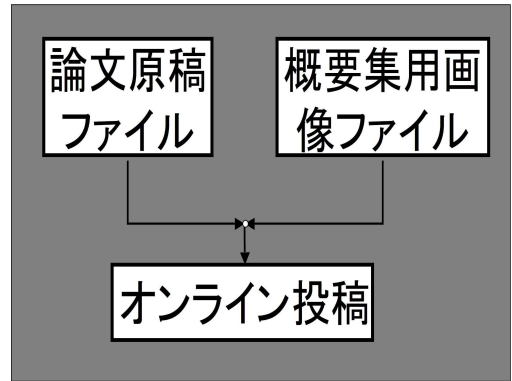 論文原稿
ファイル
概要集用画
像ファイル
オンライン投稿